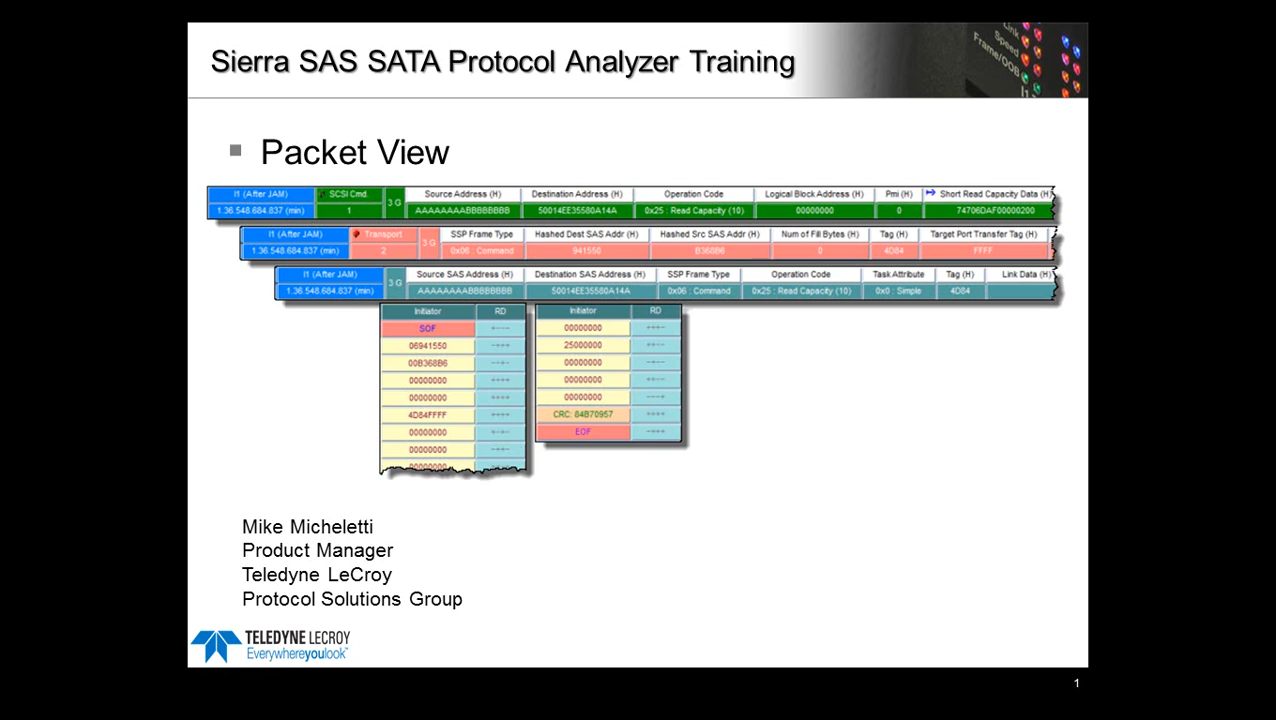 Sierra SAS SATA Protocol Analyzer Training
Link
Speed
Frame/OOB
I1
▪ Packet View
I1 (After JAM) SCSI Cmd 3 G Source Address (H) Destination Address (H) Operation Code Logical Block Address (H) Pmi (H) Short Read Capacity Data (H)
1.36.548.684.837 (min) 1 AAAAAAAABBBBBBBB 50014EE35580A14A 0x25 : Read Capacity (10) 00000000 0 74706DAF00000200
I1 (After JAM) Transport 3 G SSP Frame Type Hashed Dest SAS Addr (H) Hashed Src SAS Addr (H) Num of Fill Bytes (H) Tag (H) Target Port Transfer Tag (H)
1.36.548.684.837 (min) 2 0x06 : Command 941550 B368B6 0 4D84 FFFF
I1 (After JAM) 3 G Source SAS Address (H) Destination SAS Address (H) SSP Frame Type Operation Code Task Attribute Tag (H) Link Data (H)
1.36.548.684.837 (min) AAAAAAAABBBBBBBB 50014EE35580A14A 0x06 : Command 0x25 : Read Capacity (10) 0x0 : Simple 4D84
Initiator RD
SOF
06941550
00B368B6
00000000
00000000
4D84FFFF
00000000
00000000
00000000
Initiator RD
00000000
25000000
00000000
00000000
00000000
CRC: 84B70957
EOF
Mike Micheletti
Product Manager
Teledyne LeCroy
Protocol Solutions Group
TELEDYNE LECROY
Everywhereyoulook™
1